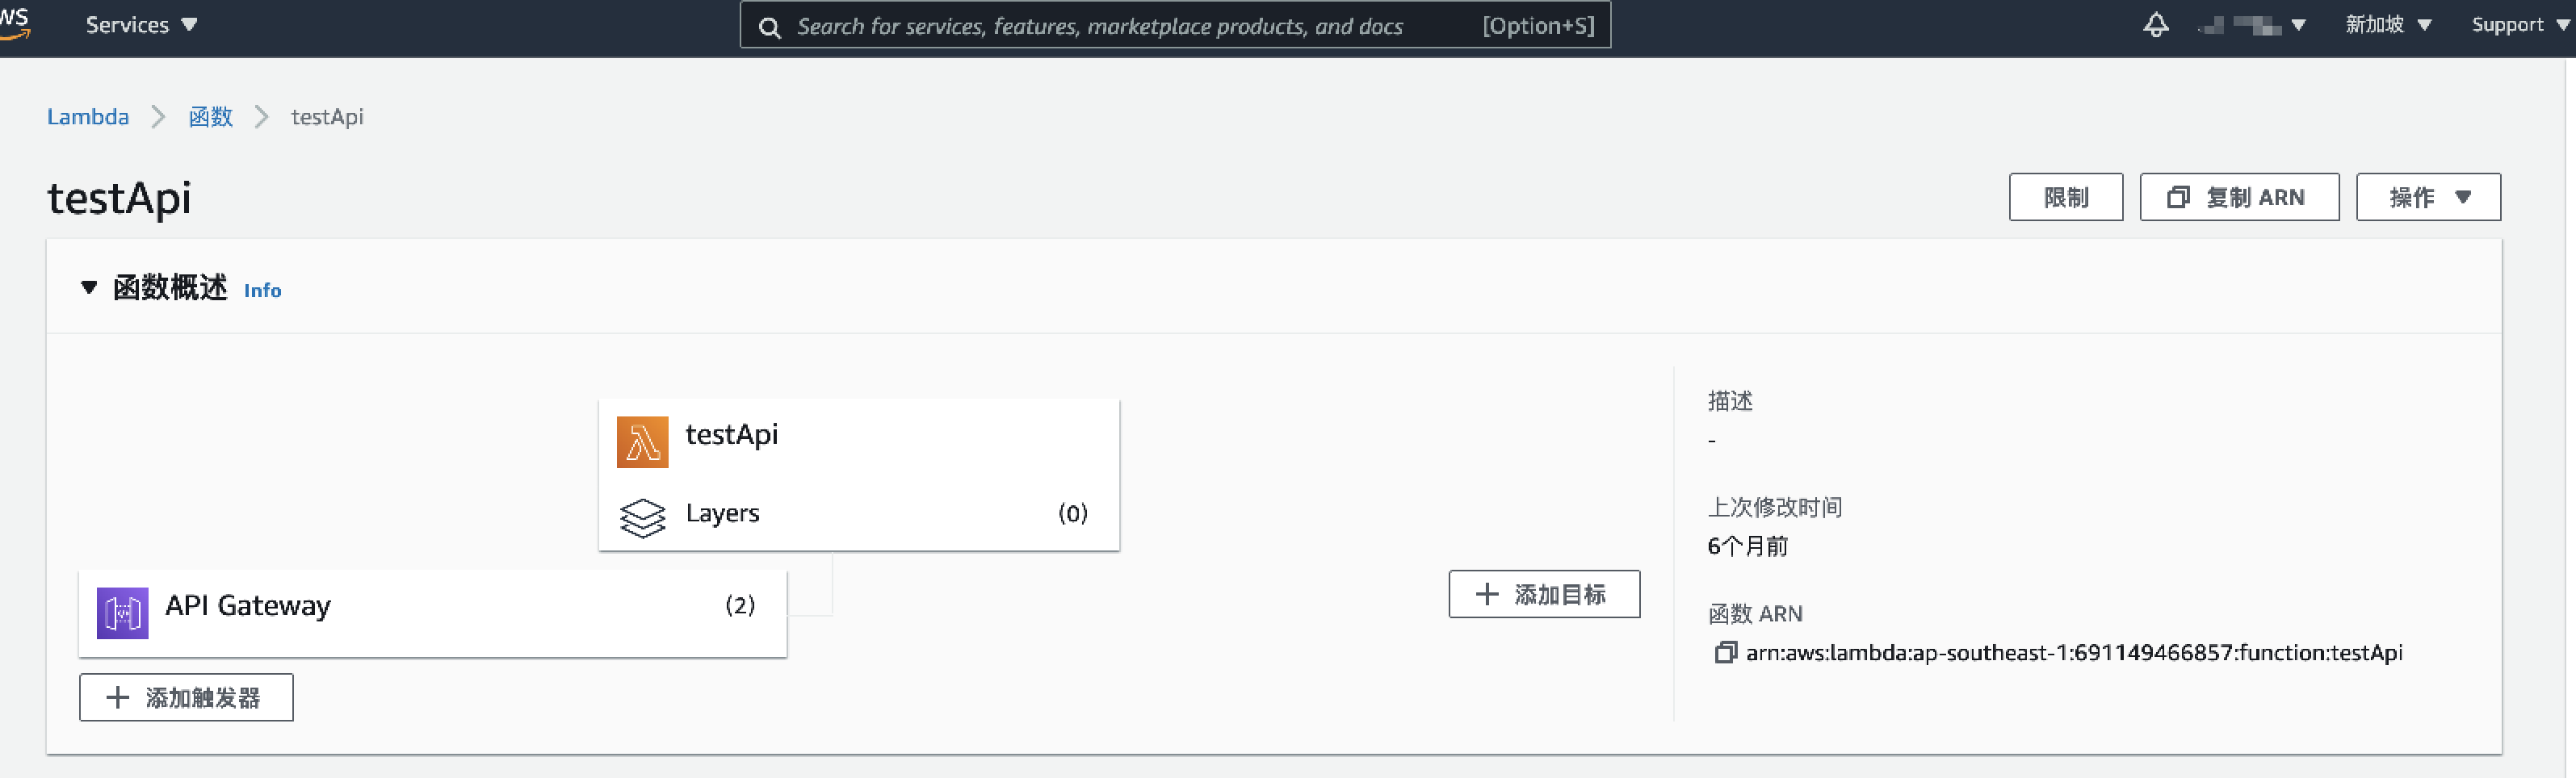 Services
Search for services, features, marketplace products, and docs [Option+S]
新加坡
Support
Lambda 函数 testApi
testApi
限制
复制 ARN
操作
函数概述 Info
testApi
Layers (0)
API Gateway (2)
添加触发器
添加目标
描述
-
上次修改时间
6个月前
函数 ARN
arn:aws:lambda:ap-southeast-1:691149466857:function:testApi